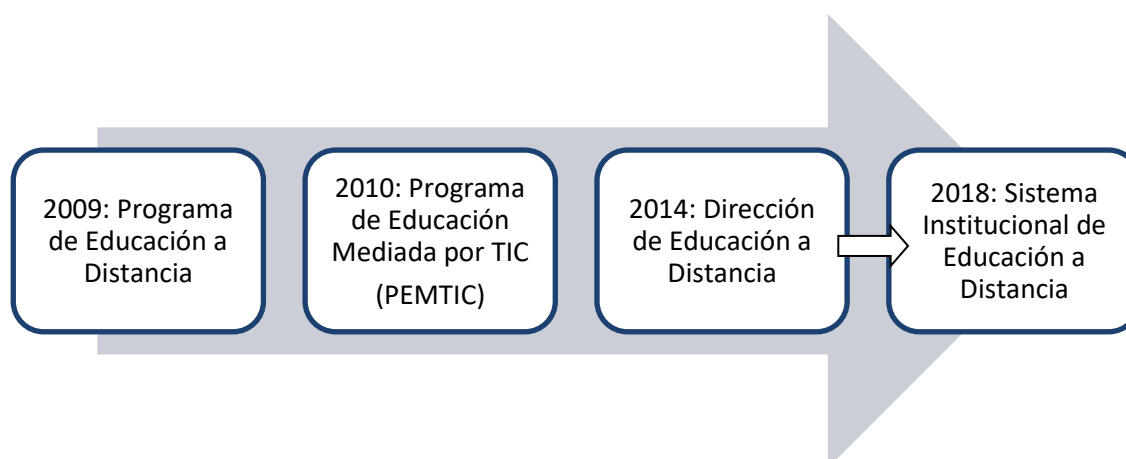 2009: Programa
de Educación a
Distancia
2010: Programa
de Educación
Mediada por TIC
(PEMTIC)
2014: Dirección
de Educación a
Distancia
2018: Sistema
Institucional de
Educación a
Distancia